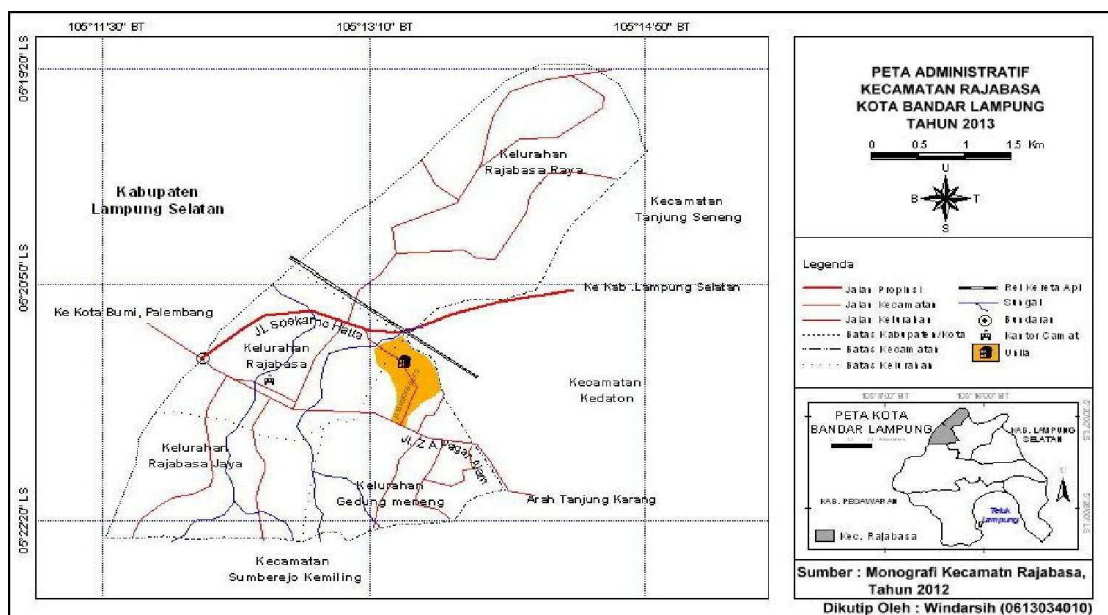 105°11'30" BT
105°13'10" BT
105°14'50" BT
05°19'20" LS
05°20'50" LS
05°22'20" LS
Kelurahan
Rajabasa Raya
Kabupaten
Lampung Selatan
Kecamatan
Tanjung Seneng
Ke Kab .Lampung Selatan
Ke Kota Bumi, Palembang
JL Soekarno Hatta
Kelurahan
Rajabasa
Kecamatan
Kedaton
Kelurahan
Rajabasa Jaya
JL Z A Pagar Alam
Kelurahan
Gedung meneng
Arah Tanjung Karang
Kecamatan
Sumberejo Kemiling
PETA ADMINISTRATIF
KECAMATAN RAJABASA
KOTA BANDAR LAMPUNG
TAHUN 2013
0 0.5 1 1.5 Km
U
B T
S
Legenda
Jalan Propinsi
Jalan Kecamatan
Jalan Kelurahan
Batas Kabupaten/Kota
Batas Kecamatan
Batas Kelurahan
Rel Kereta Api
Sungai
Bundaran
Kantor Camat
Unila
PETA KOTA
BANDAR LAMPUNG
KAB. LAMPUNG
SELATAN
KAB. PESAWARAN
Teluk
Lampung
Kec. Rajabasa
Sumber : Monografi Kecamatn Rajabasa,
Tahun 2012
Dikutip Oleh : Windarsih (0613034010)